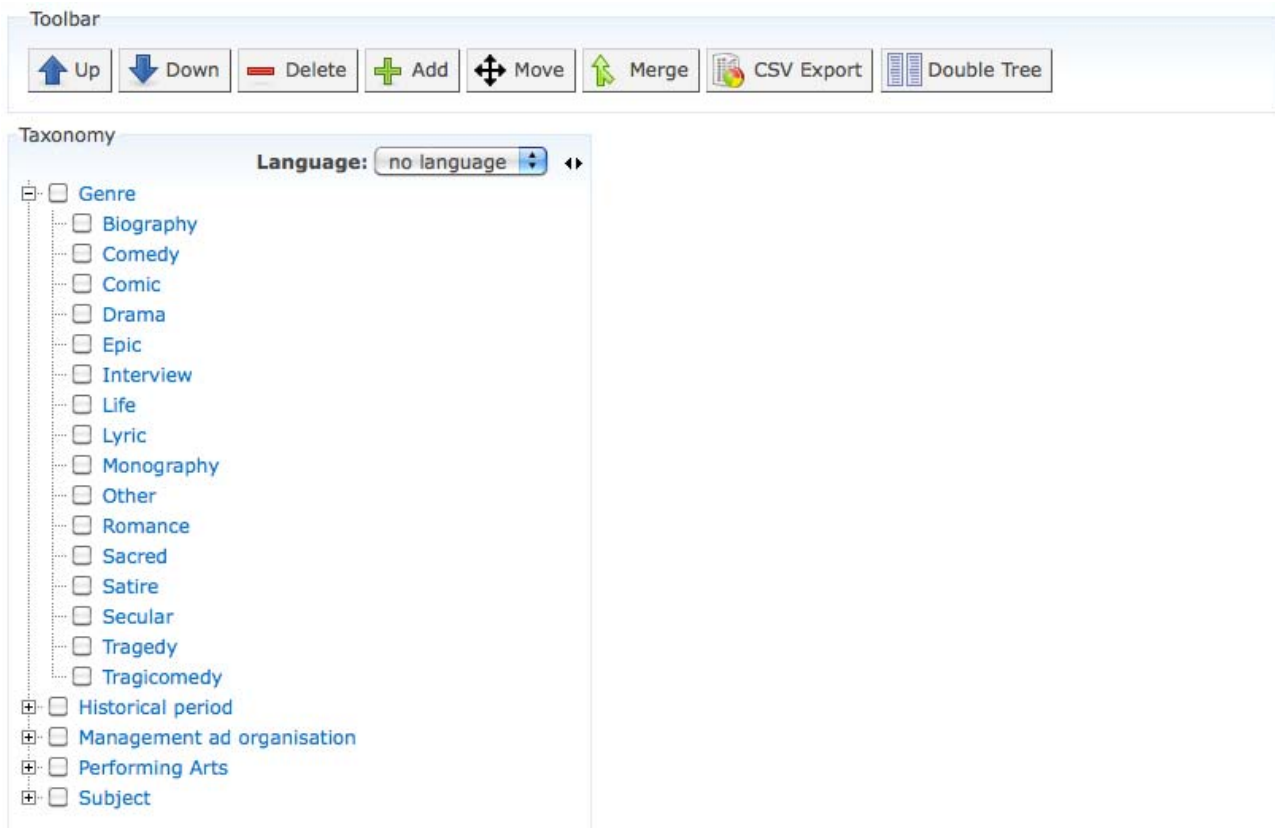 Toolbar
Up Down Delete Add Move Merge CSV Export Double Tree
Taxonomy
Language: no language
Genre
Biography
Comedy
Comic
Drama
Epic
Interview
Life
Lyric
Monography
Other
Romance
Sacred
Satire
Secular
Tragedy
Tragicomedy
Historical period
Management ad organisation
Performing Arts
Subject